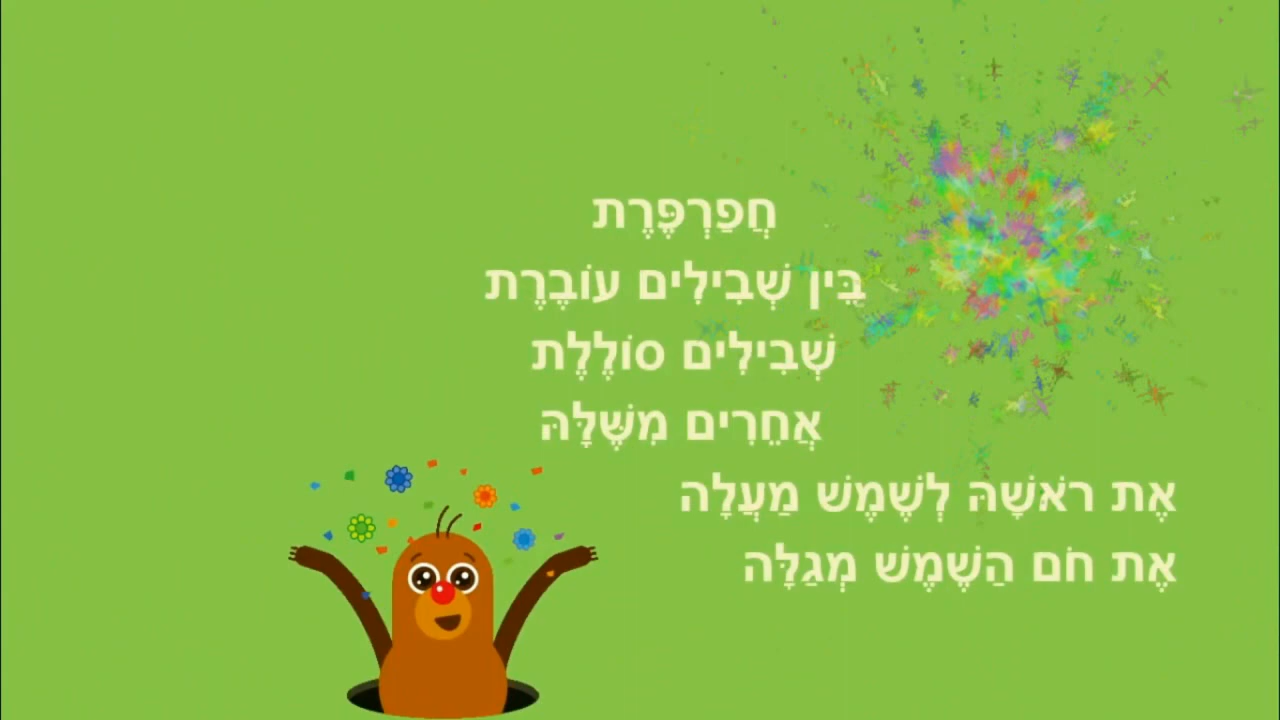 חֲפַרְפֶּרֶת
בֵּין שְׁבִילִים עוֹבֶרֶת
שְׁבִילִים סוֹלֶלֶת
אֲחֵרִים מִשֶּׁלָּהּ
אֶת רֹאשָׁהּ לְשֶׁמֶשׁ מַעֲלָה
אֶת חֹם הַשֶּׁמֶשׁ מְגַלָּה